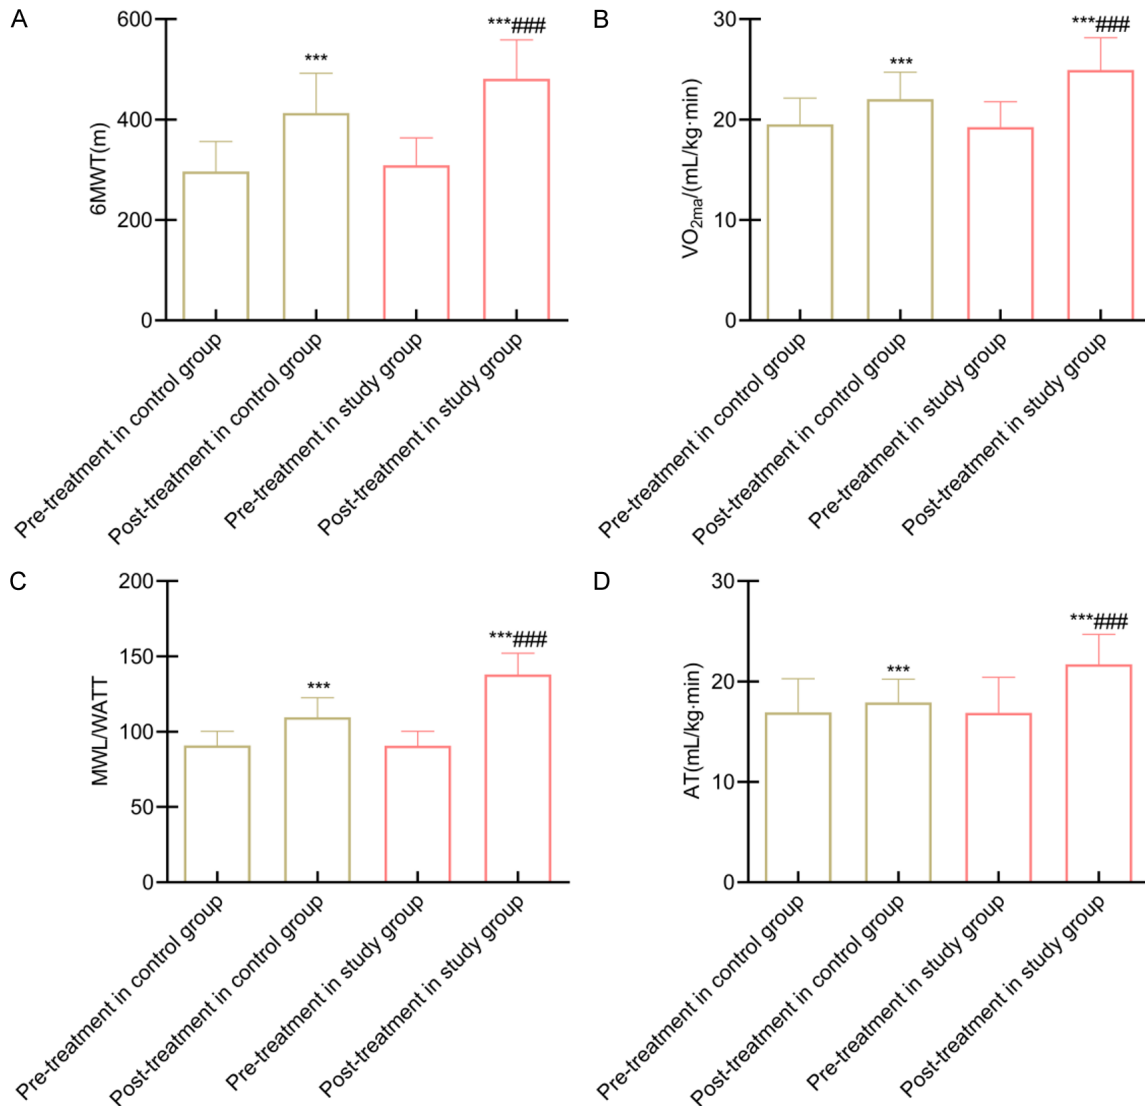 A
6MWT(m)
600
400
200
0
***
***###
Pre-treatment in control group
Post-treatment in control group
Pre-treatment in study group
Post-treatment in study group
B
VO2ma/(mL/kg·min)
30
20
10
0
***
***###
Pre-treatment in control group
Post-treatment in control group
Pre-treatment in study group
Post-treatment in study group
C
MWL/WATT
200
150
100
50
0
***
***###
Pre-treatment in control group
Post-treatment in control group
Pre-treatment in study group
Post-treatment in study group
D
AT(mL/kg·min)
30
20
10
0
***
***###
Pre-treatment in control group
Post-treatment in control group
Pre-treatment in study group
Post-treatment in study group